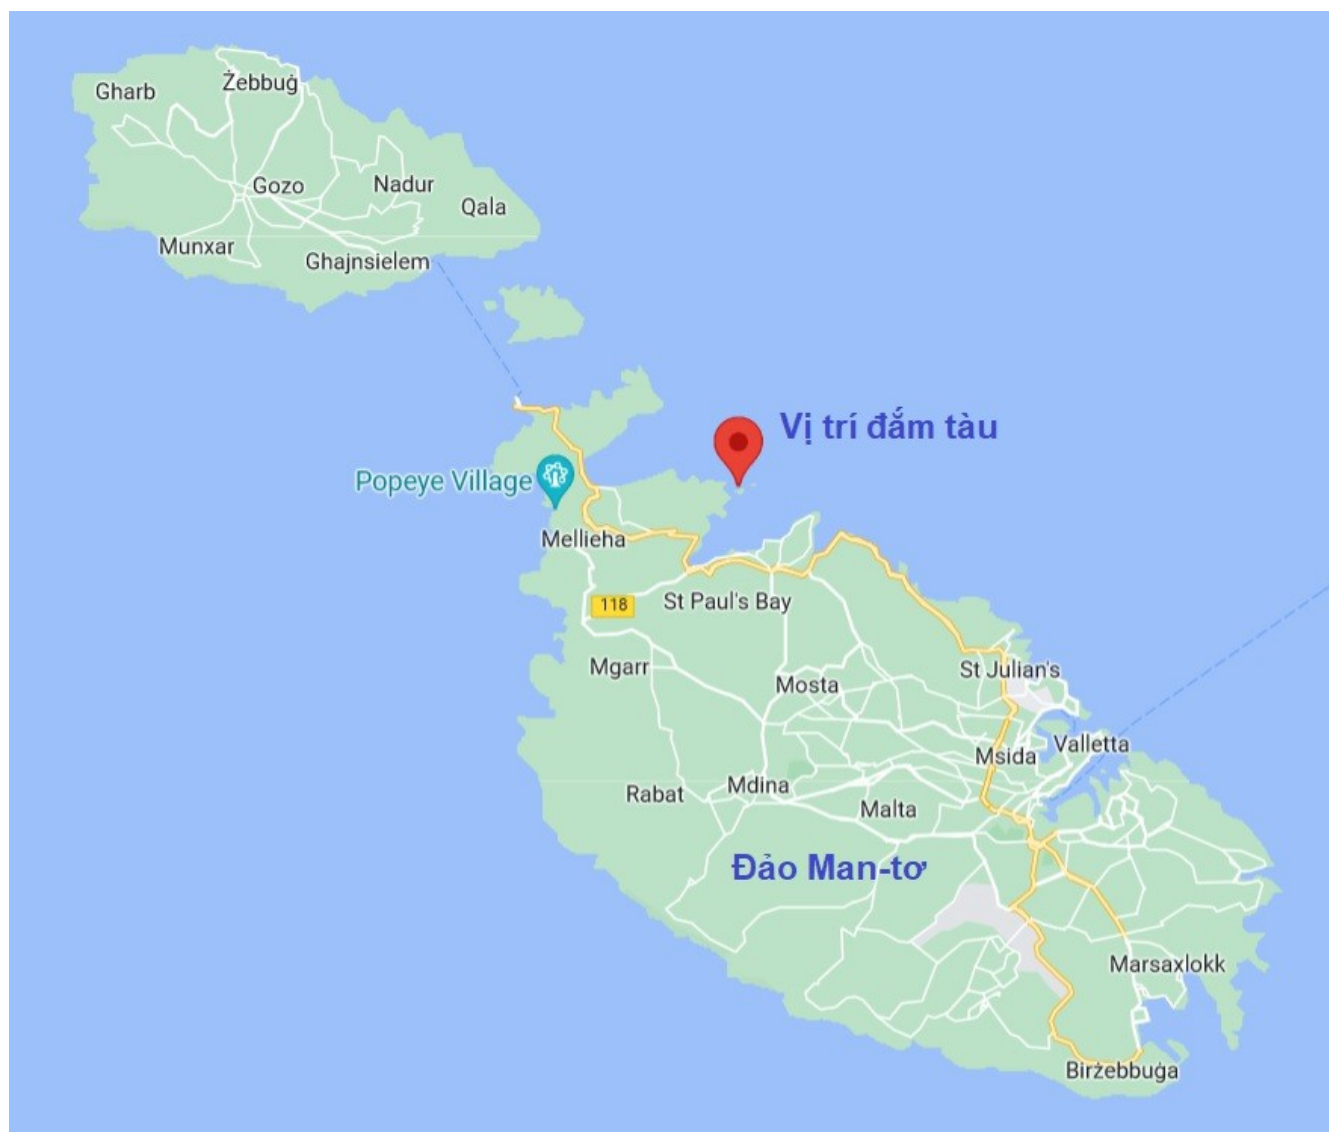 Gharb
Żebbuġ
Gozo
Nadur
Qala
Munxar
Ghajnsielem
Vị trí đắm tàu
Popeye Village
Mellieha
118
St Paul's Bay
Mgarr
Mosta
St Julian's
Msida
Valletta
Rabat
Mdina
Malta
Đảo Man-tơ
Marsaxlokk
Birżebbuġa